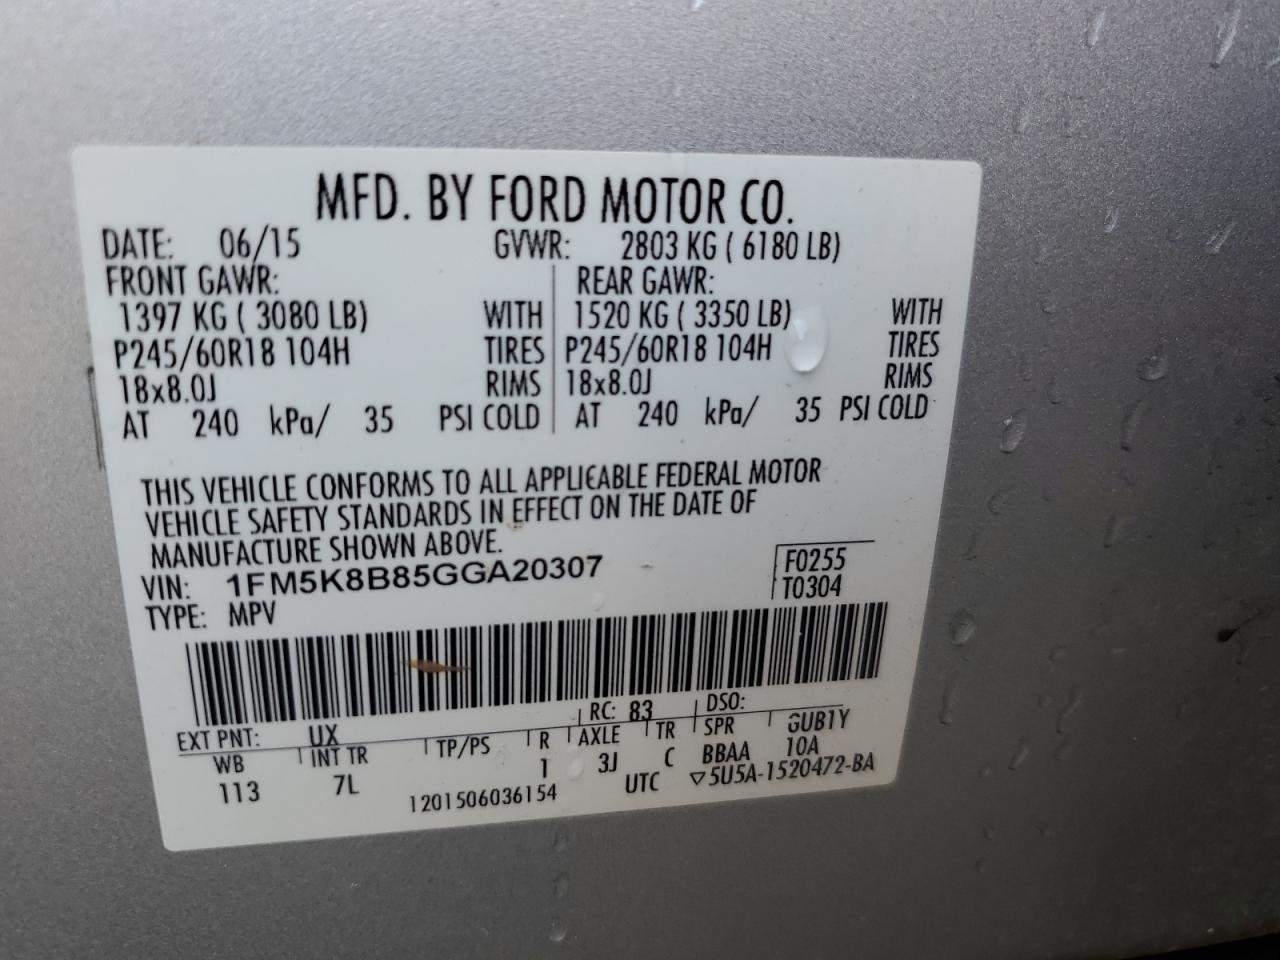 MFD. BY FORD MOTOR CO.
DATE: 06/15 GVWR: 2803 KG ( 6180 LB)
FRONT GAWR: REAR GAWR:
1397 KG ( 3080 LB) WITH 1520 KG ( 3350 LB) WITH
P245/60R18 104H TIRES P245/60R18 104H TIRES
18x8.0J RIMS 18x8.0J RIMS
AT 240 kPa/ 35 PSI COLD AT 240 kPa/ 35 PSI COLD
THIS VEHICLE CONFORMS TO ALL APPLICABLE FEDERAL MOTOR
VEHICLE SAFETY STANDARDS IN EFFECT ON THE DATE OF
MANUFACTURE SHOWN ABOVE.
VIN: 1FM5K8B85GGA20307 F0255
TYPE: MPV T0304
EXT PNT: UX RC: 83 DSO:
WB INT TR TP/PS R AXLE TR SPR GUB1Y
113 7L 1 3J C BBAA 10A
1201506036154 UTC ▽5U5A-1520472-BA